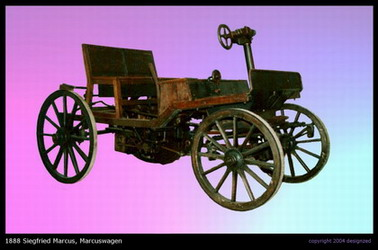 1888 Siegfried Marcus, Marcuswagen
copyright 2004 designzed